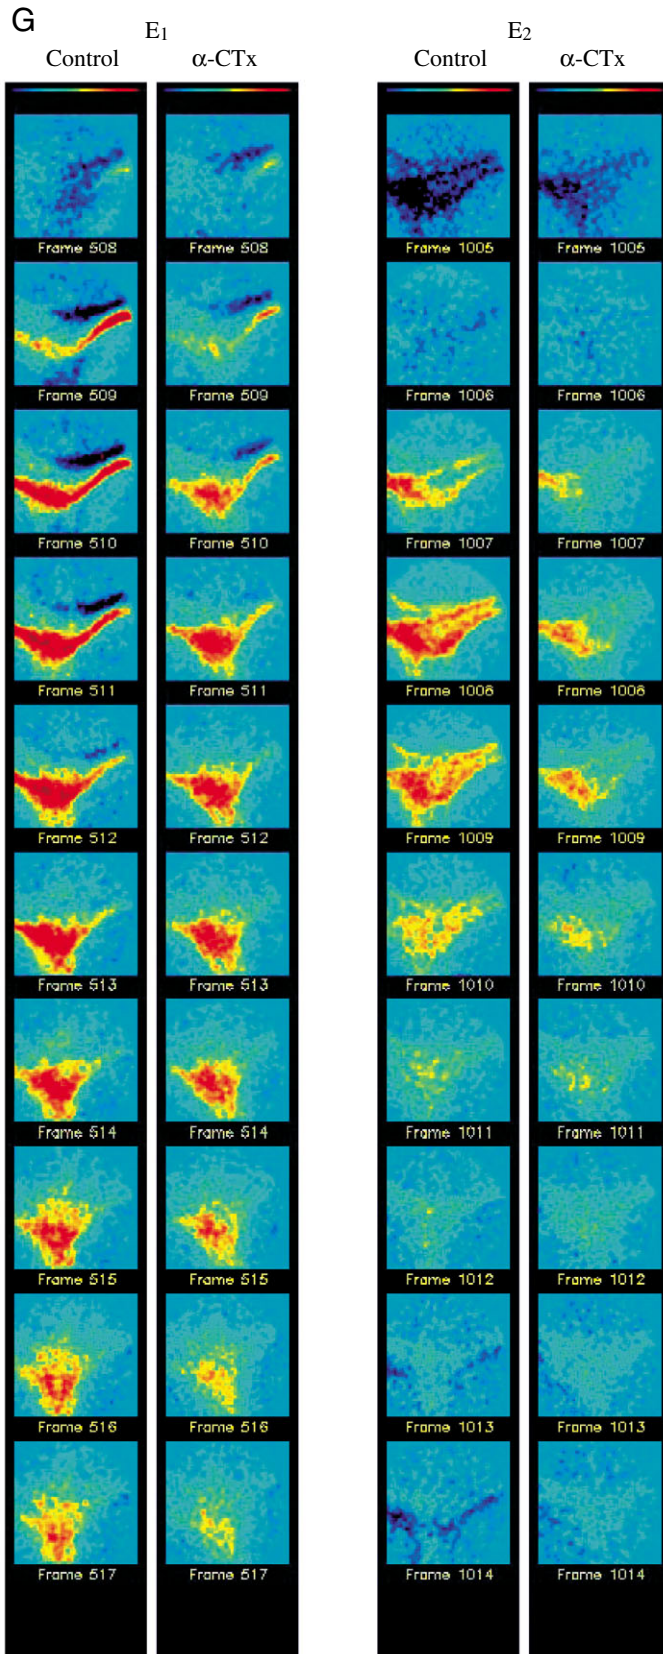 G
E₁ E₂
Control α-CTx Control α-CTx
Frame 508 Frame 508 Frame 1005 Frame 1005
Frame 509 Frame 509 Frame 1006 Frame 1006
Frame 510 Frame 510 Frame 1007 Frame 1007
Frame 511 Frame 511 Frame 1008 Frame 1008
Frame 512 Frame 512 Frame 1009 Frame 1009
Frame 513 Frame 513 Frame 1010 Frame 1010
Frame 514 Frame 514 Frame 1011 Frame 1011
Frame 515 Frame 515 Frame 1012 Frame 1012
Frame 516 Frame 516 Frame 1013 Frame 1013
Frame 517 Frame 517 Frame 1014 Frame 1014